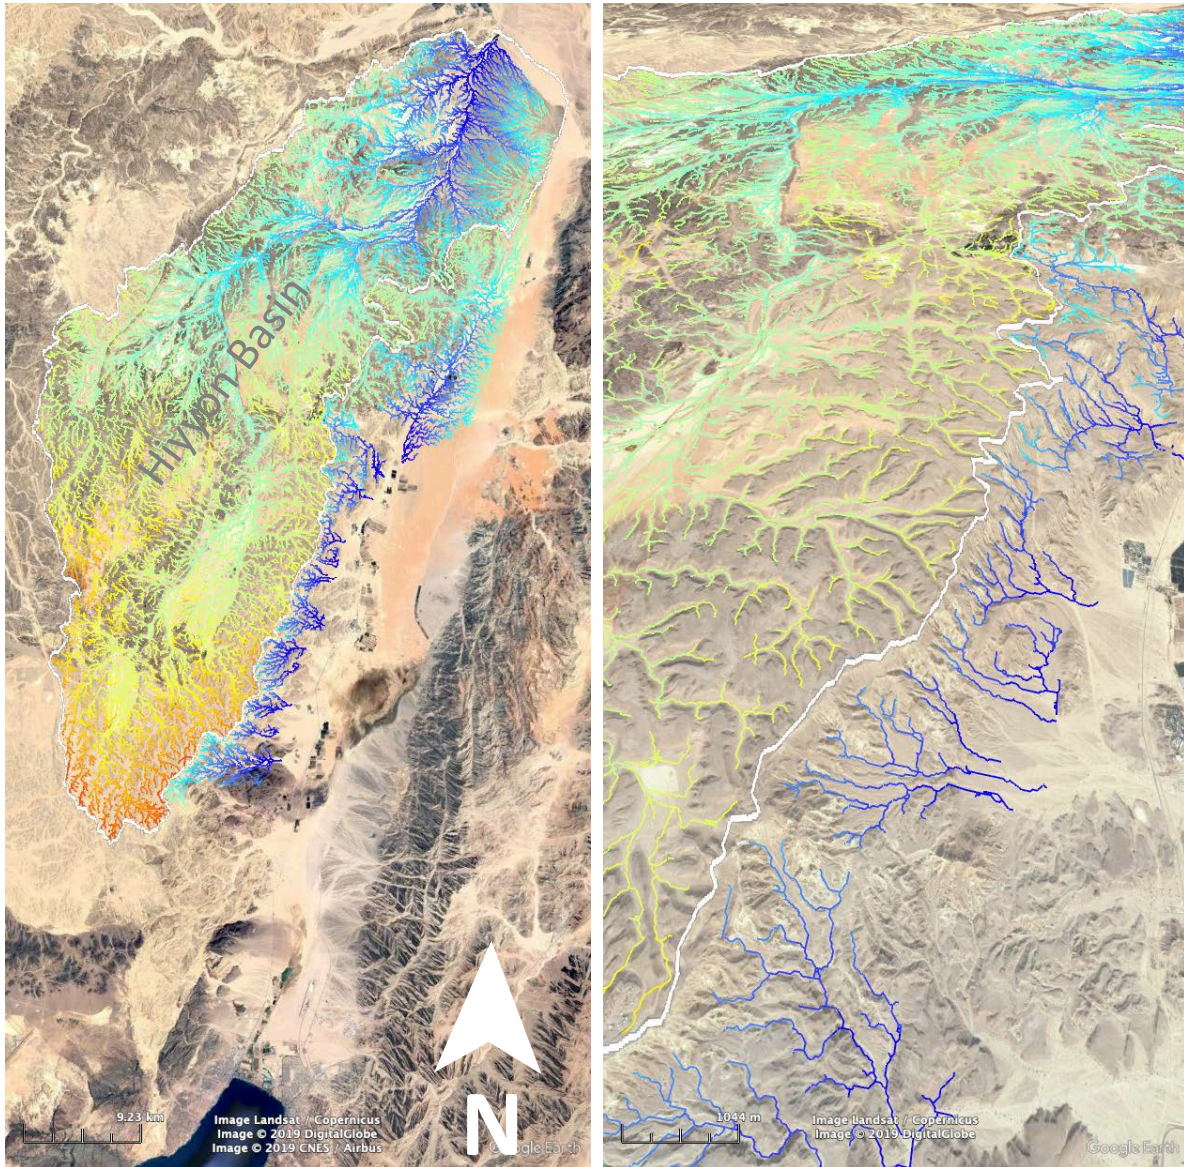 Hiyyon Basin
N
9.23 km
Image Landsat / Copernicus
Image © 2019 DigitalGlobe
Image © 2019 CNES / Airbus
Google Earth
1044 m
Image Landsat / Copernicus
Image © 2019 DigitalGlobe
Google Earth